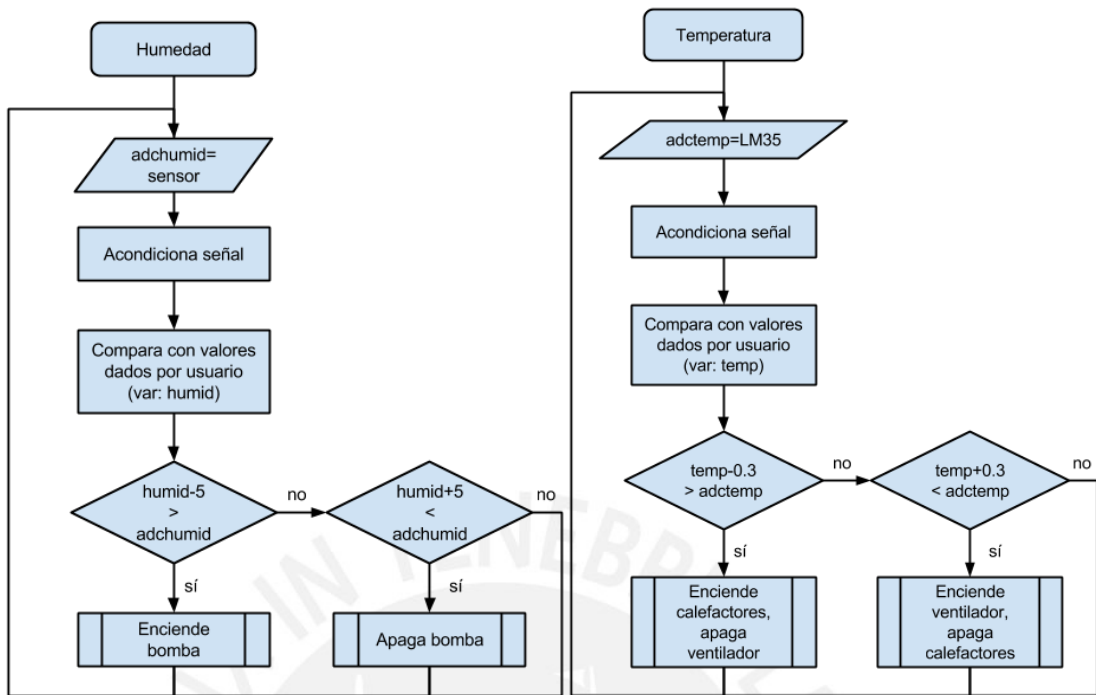 Humedad
adchumid=
sensor
Acondiciona señal
Compara con valores
dados por usuario
(var: humid)
humid-5
>
adchumid
no
humid+5
<
adchumid
no
sí
sí
Enciende
bomba
Apaga bomba
Temperatura
adctemp=LM35
Acondiciona señal
Compara con valores
dados por usuario
(var: temp)
temp-0.3
> adctemp
no
temp+0.3
< adctemp
no
sí
sí
Enciende
calefactores,
apaga
ventilador
Enciende
ventilador,
apaga
calefactores
IN TENEBR